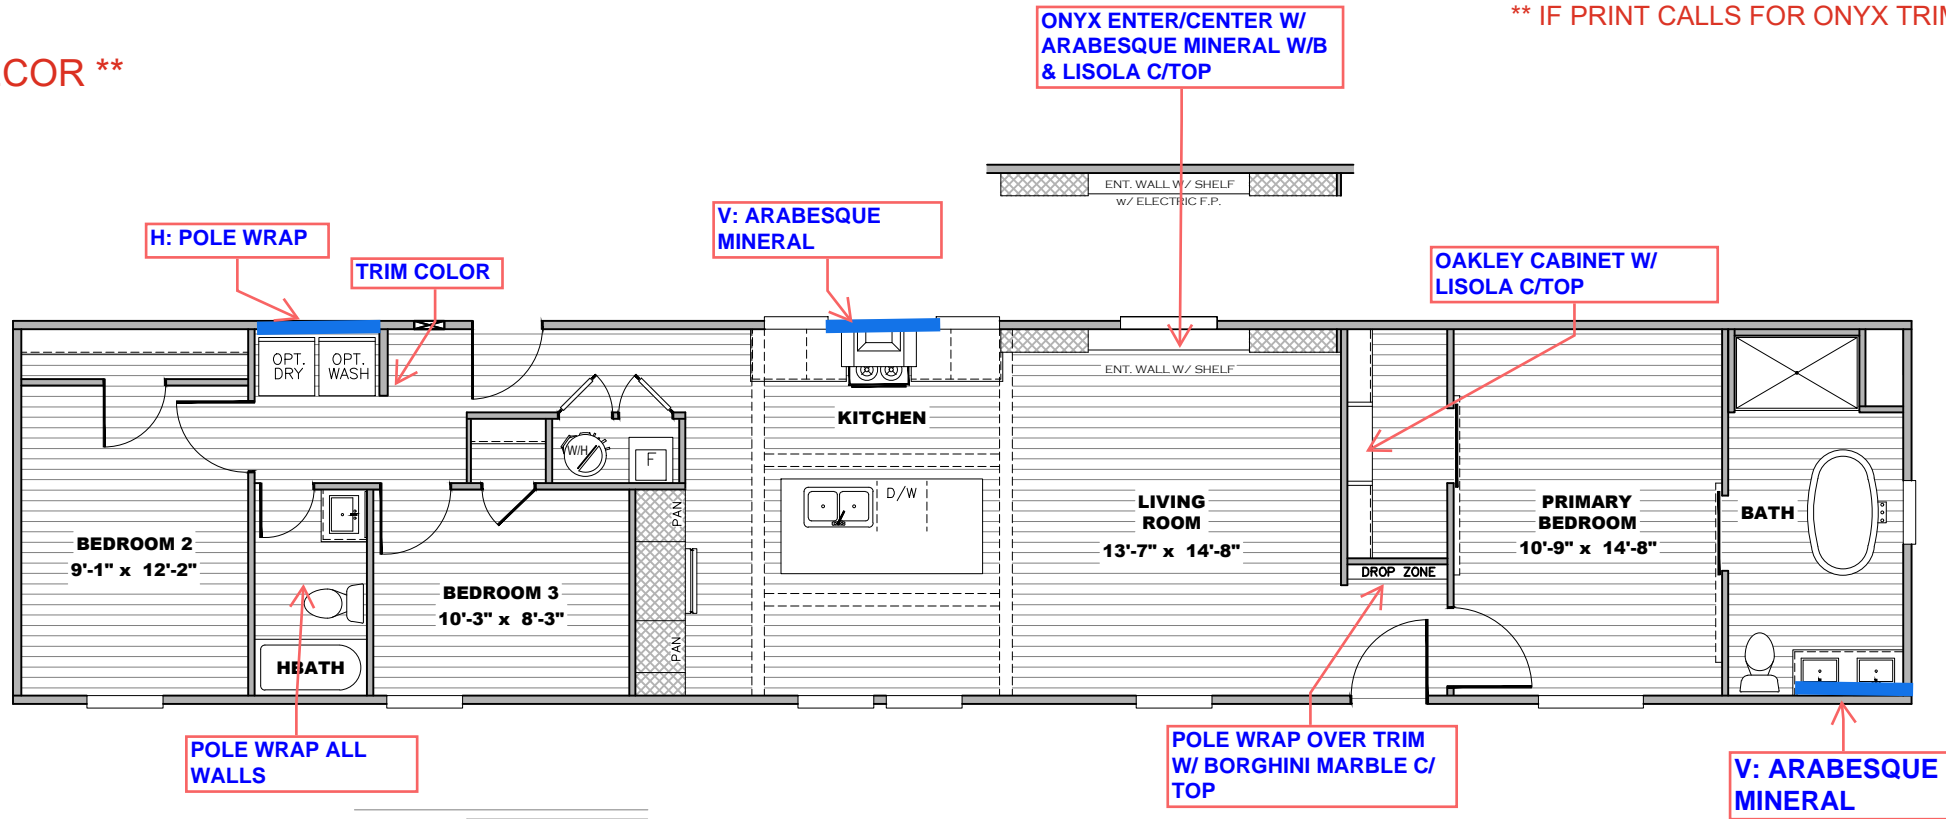 ** IF PRINT CALLS FOR ONYX TRIM
COR **
ONYX ENTER/CENTER W/
ARABESQUE MINERAL W/B
& LISOLA C/TOP
ENT. WALL W/ SHELF
W/ ELECTRIC F.P.
H: POLE WRAP
TRIM COLOR
V: ARABESQUE
MINERAL
OAKLEY CABINET W/
LISOLA C/TOP
OPT.
DRY
OPT.
WASH
ENT. WALL W/ SHELF
KITCHEN
W/H
F
D/W
PAN
PAN
LIVING
ROOM
13'-7" x 14'-8"
PRIMARY
BEDROOM
10'-9" x 14'-8"
BATH
BEDROOM 2
9'-1" x 12'-2"
BEDROOM 3
10'-3" x 8'-3"
DROP ZONE
HBATH
POLE WRAP ALL
WALLS
POLE WRAP OVER TRIM
W/ BORGHINI MARBLE C/
TOP
V: ARABESQUE
MINERAL